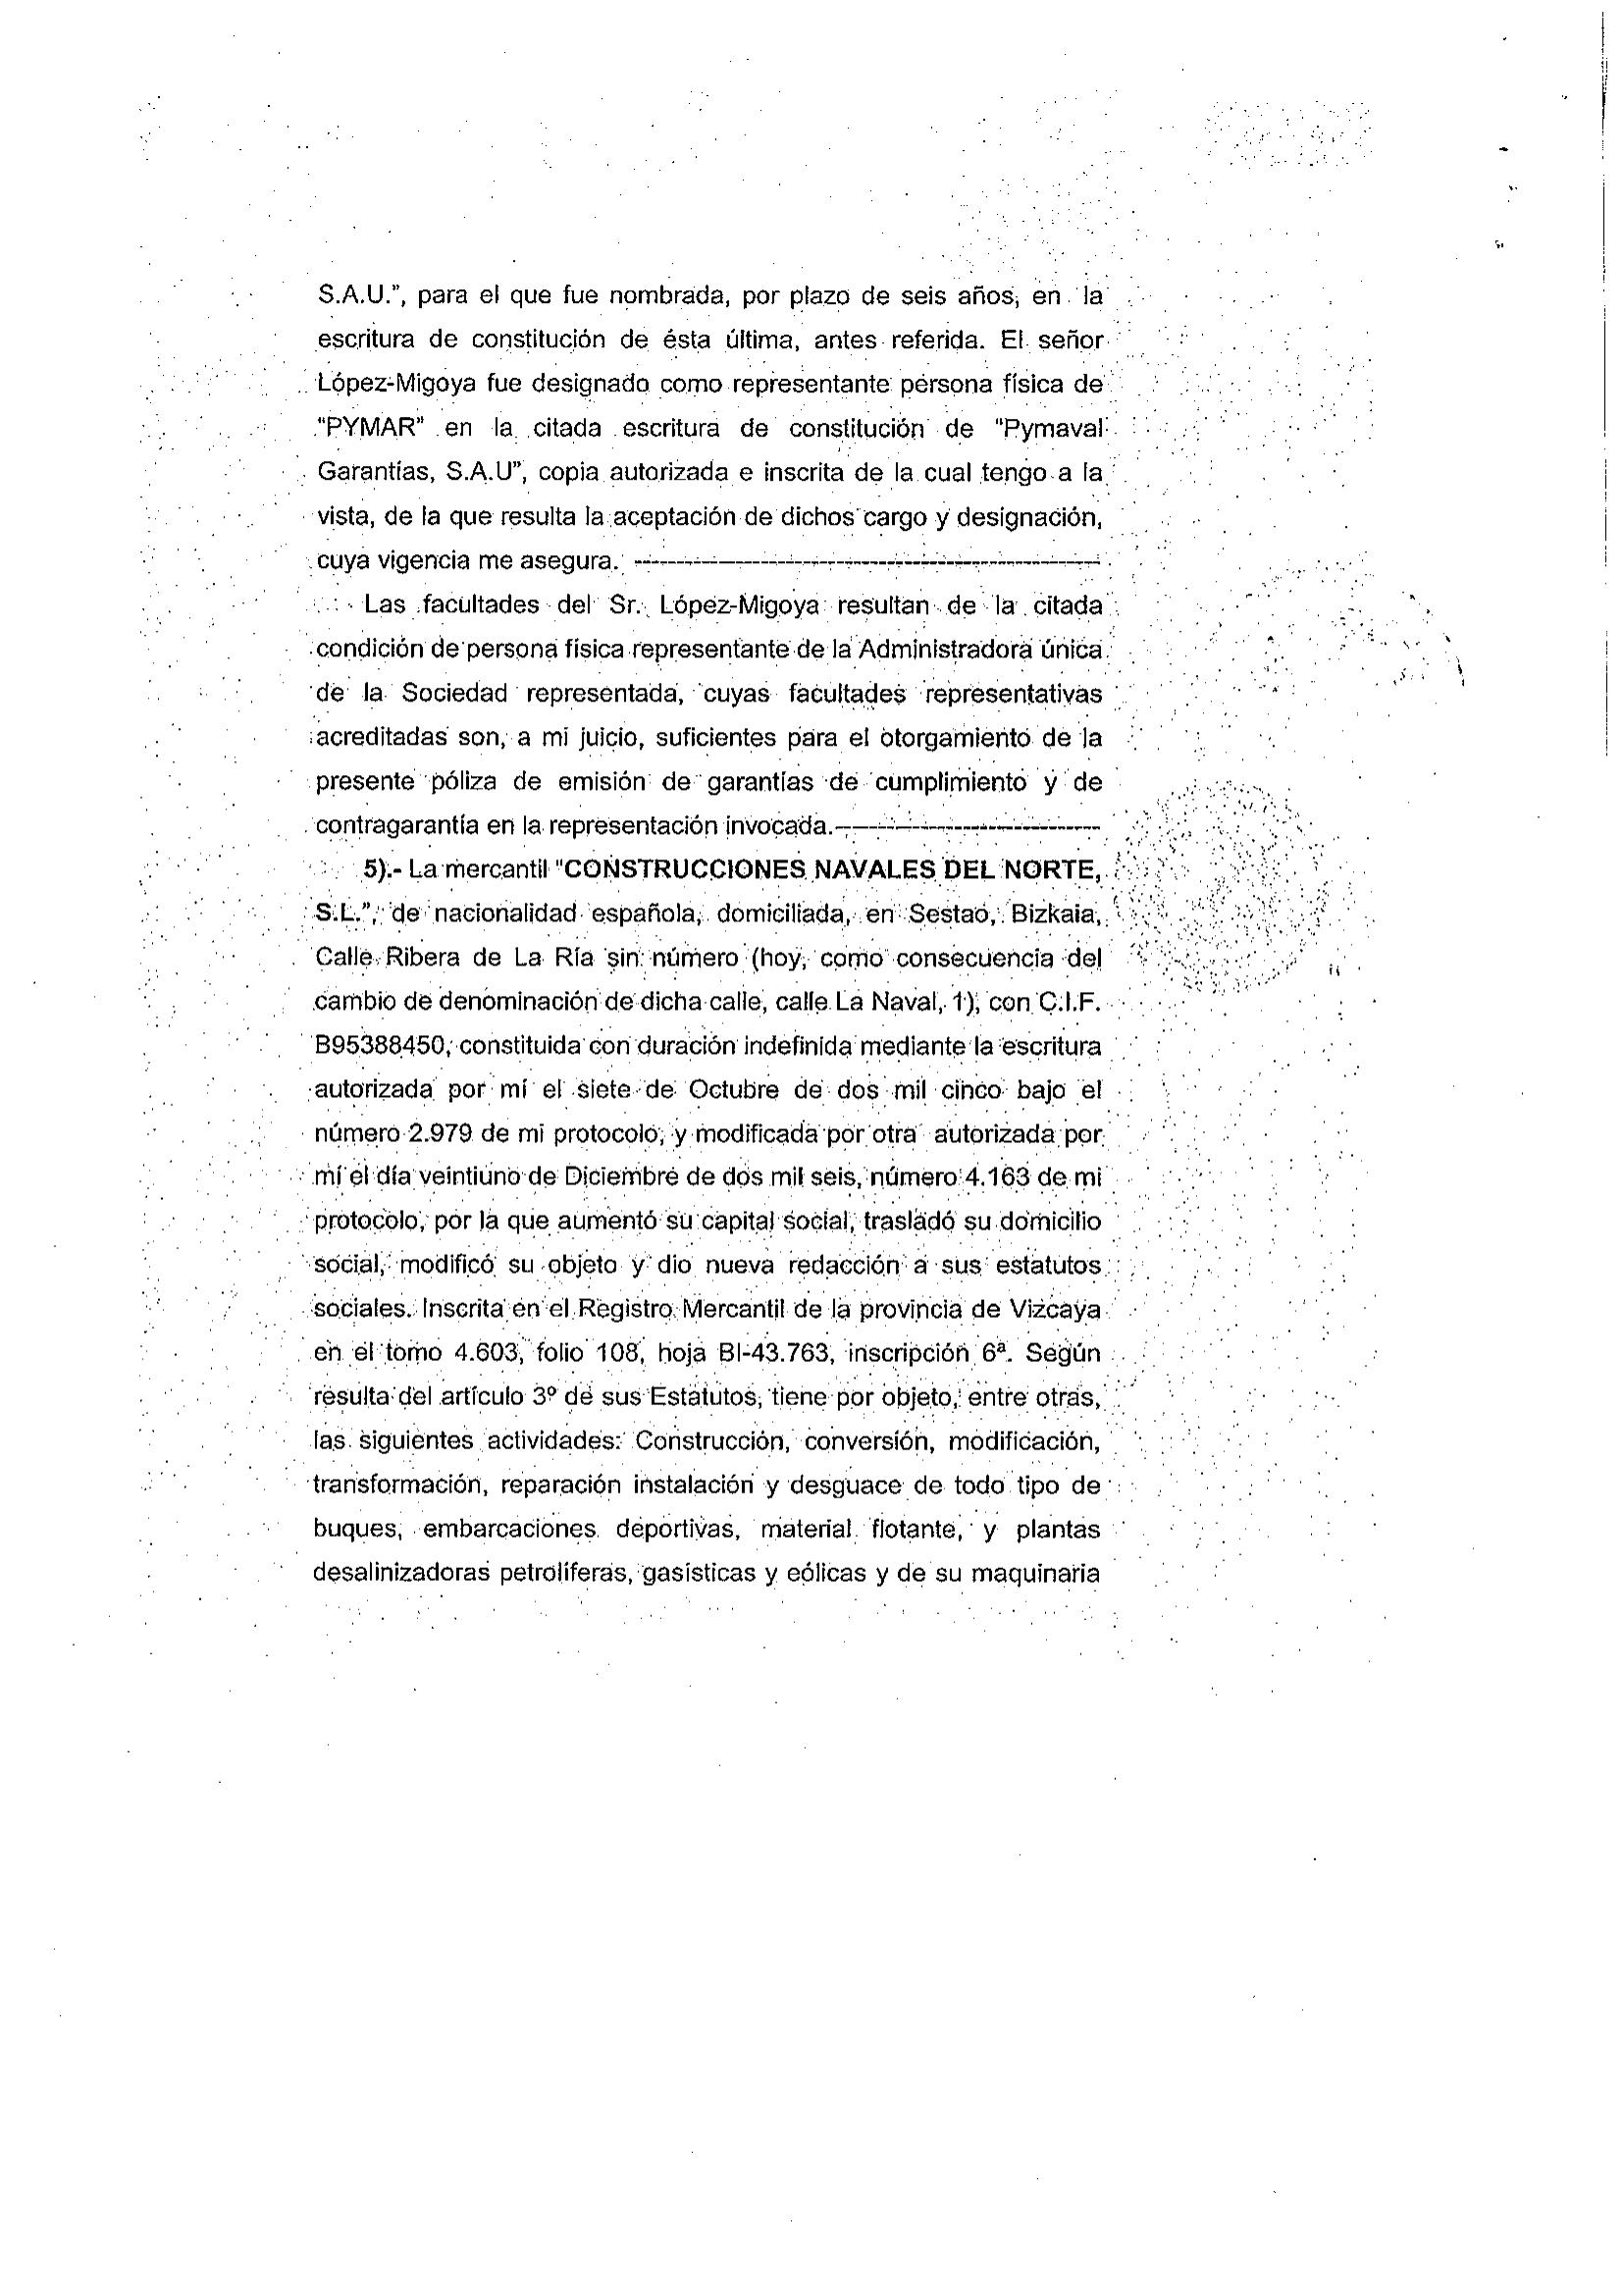 S.A.U.”, para el que fue nombrada, por plazo de seis años, en la
escritura de constitución de ésta última, antes referida. El señor
López-Migoya fue designado como representante persona física de
"PYMAR" en la citada escritura de constitución de "Pymaval
Garantías, S.A.U”, copia autorizada e inscrita de la cual tengo a la
vista, de la que resulta la aceptación de dichos cargo y designación,
cuya vigencia me asegura. ----------------------------------------
Las facultades del Sr. López-Migoya resultan de la citada
condición de persona física representante de la Administradora única
de la Sociedad representada, cuyas facultades representativas
acreditadas son, a mi juicio, suficientes para el otorgamiento de la
presente póliza de emisión de garantías de cumplimiento y de
contragarantía en la representación invocada.-----------------------
5).- La mercantil "CONSTRUCCIONES NAVALES DEL NORTE,
S.L.”, de nacionalidad española, domiciliada, en Sestao, Bizkaia,
Calle Ribera de La Ría sin número (hoy, como consecuencia del
cambio de denominación de dicha calle, calle La Naval, 1), con C.I.F.
B95388450, constituida con duración indefinida mediante la escritura
autorizada por mí el siete de Octubre de dos mil cinco bajo el
número 2.979 de mi protocolo, y modificada por otra autorizada por
mí el día veintiuno de Diciembre de dos mil seis, número 4.163 de mi
protocolo, por la que aumentó su capital social, trasladó su domicilio
social, modificó su objeto y dio nueva redacción a sus estatutos
sociales. Inscrita en el Registro Mercantil de la provincia de Vizcaya
en el tomo 4.603, folio 108, hoja BI-43.763, inscripción 6ª. Según
resulta del artículo 3º de sus Estatutos, tiene por objeto, entre otras,
las siguientes actividades: Construcción, conversión, modificación,
transformación, reparación instalación y desguace de todo tipo de
buques, embarcaciones deportivas, material flotante, y plantas
desalinizadoras petrolíferas, gasísticas y eólicas y de su maquinaria